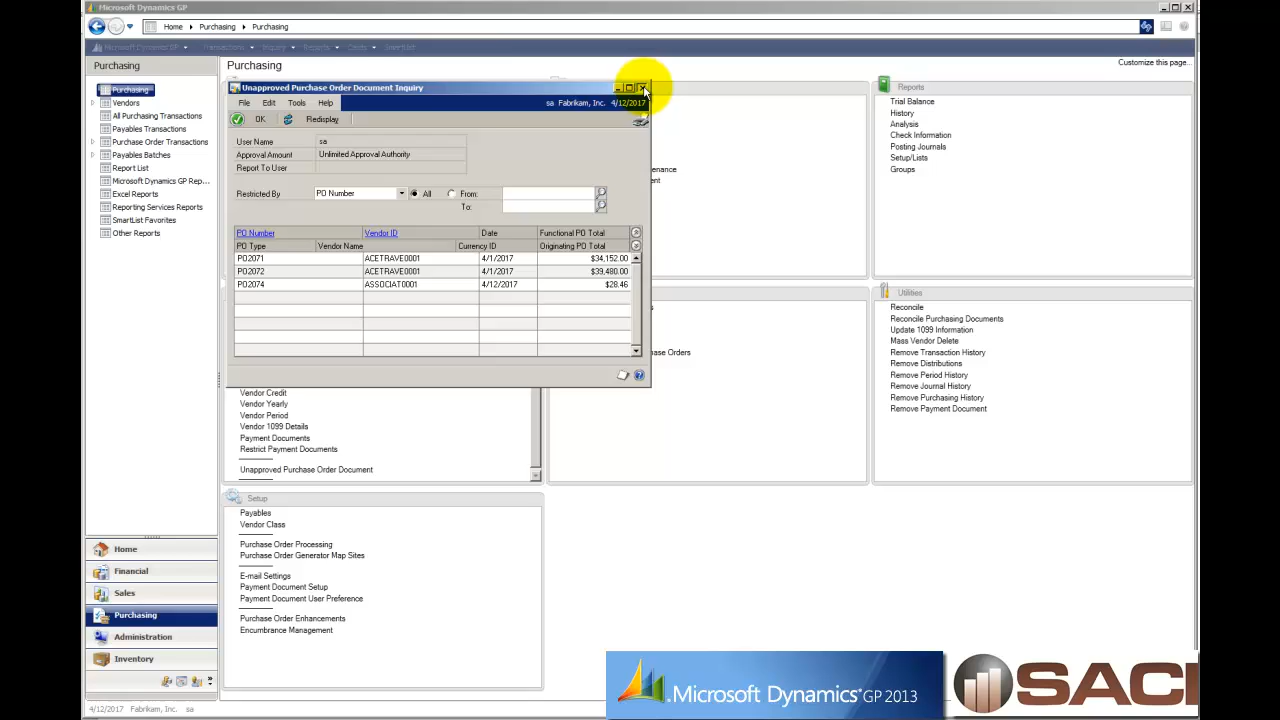 Microsoft Dynamics GP
Home
Purchasing
Purchasing
Microsoft Dynamics GP
Transactions
Inquiry
Reports
Cards
SmartList
Purchasing
Purchasing
Customize this page...
Purchasing
Vendors
All Purchasing Transactions
Payables Transactions
Purchase Order Transactions
Payables Batches
Report List
Microsoft Dynamics GP Rep...
Excel Reports
Reporting Services Reports
SmartList Favorites
Other Reports
Unapproved Purchase Order Document Inquiry
File Edit Tools Help
sa Fabrikam, Inc. 4/12/2017
OK Redisplay
User Name sa
Approval Amount Unlimited Approval Authority
Report To User
Restricted By PO Number All From:
To:
PO Number Vendor ID Date Functional PO Total
PO Type Vendor Name Currency ID Originating PO Total
PO2071 ACETRAVE0001 4/1/2017 $34,152.00
PO2072 ACETRAVE0001 4/1/2017 $39,480.00
PO2074 ASSOCIAT0001 4/12/2017 $28.46
Vendor Credit
Vendor Yearly
Vendor Period
Vendor 1099 Details
Payment Documents
Restrict Payment Documents
Unapproved Purchase Order Document
Setup
Payables
Vendor Class
Purchase Order Processing
Purchase Order Generator Map Sites
E-mail Settings
Payment Document Setup
Payment Document User Preference
Purchase Order Enhancements
Encumbrance Management
Reports
Trial Balance
History
Analysis
Check Information
Posting Journals
Setup/Lists
Groups
Utilities
Reconcile
Reconcile Purchasing Documents
Update 1099 Information
Mass Vendor Delete
Remove Transaction History
Remove Distributions
Remove Period History
Remove Journal History
Remove Purchasing History
Remove Payment Document
Home
Financial
Sales
Purchasing
Administration
Inventory
4/12/2017 Fabrikam, Inc. sa
Microsoft Dynamics GP 2013